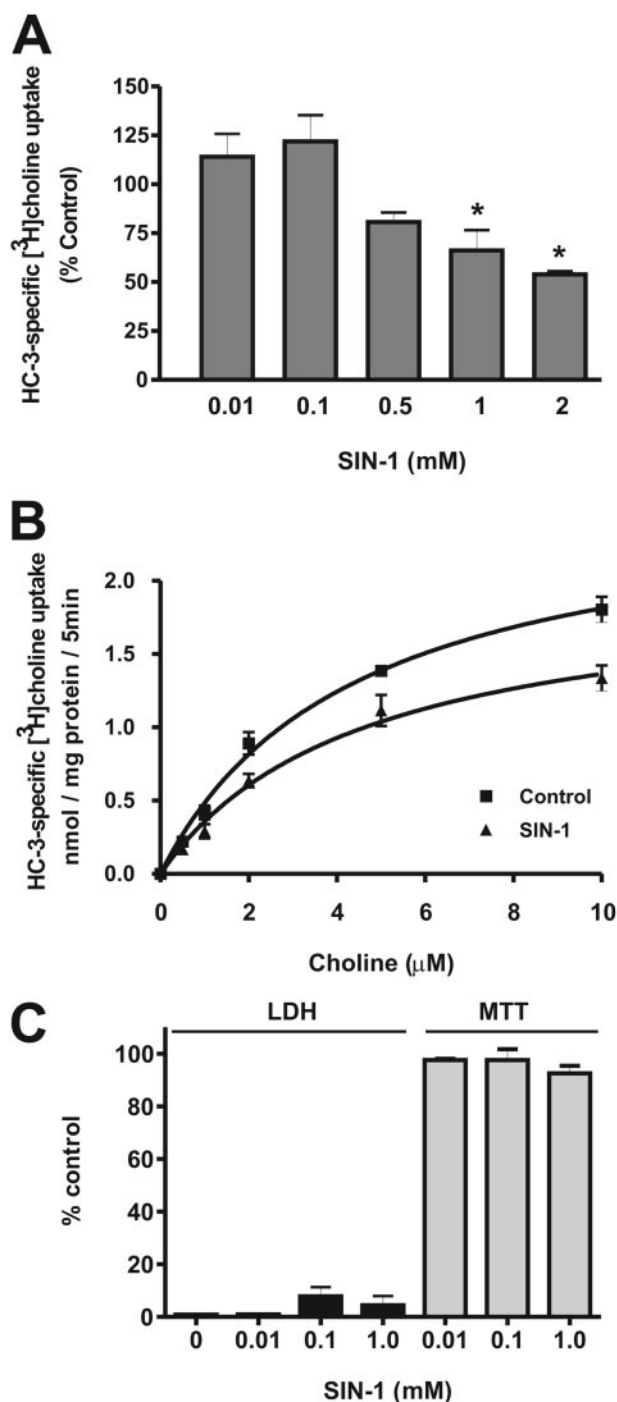 A
HC-3-specific [³H]choline uptake
(% Control)
150
125
100
75
50
25
0
*
*
0.01 0.1 0.5 1 2
SIN-1 (mM)
B
HC-3-specific [³H]choline uptake
nmol / mg protein / 5min
2.0
1.5
1.0
0.5
0.0
Control
SIN-1
0 2 4 6 8 10
Choline (μM)
C
LDH MTT
% control
100
80
60
40
20
0
0 0.01 0.1 1.0 0.01 0.1 1.0
SIN-1 (mM)